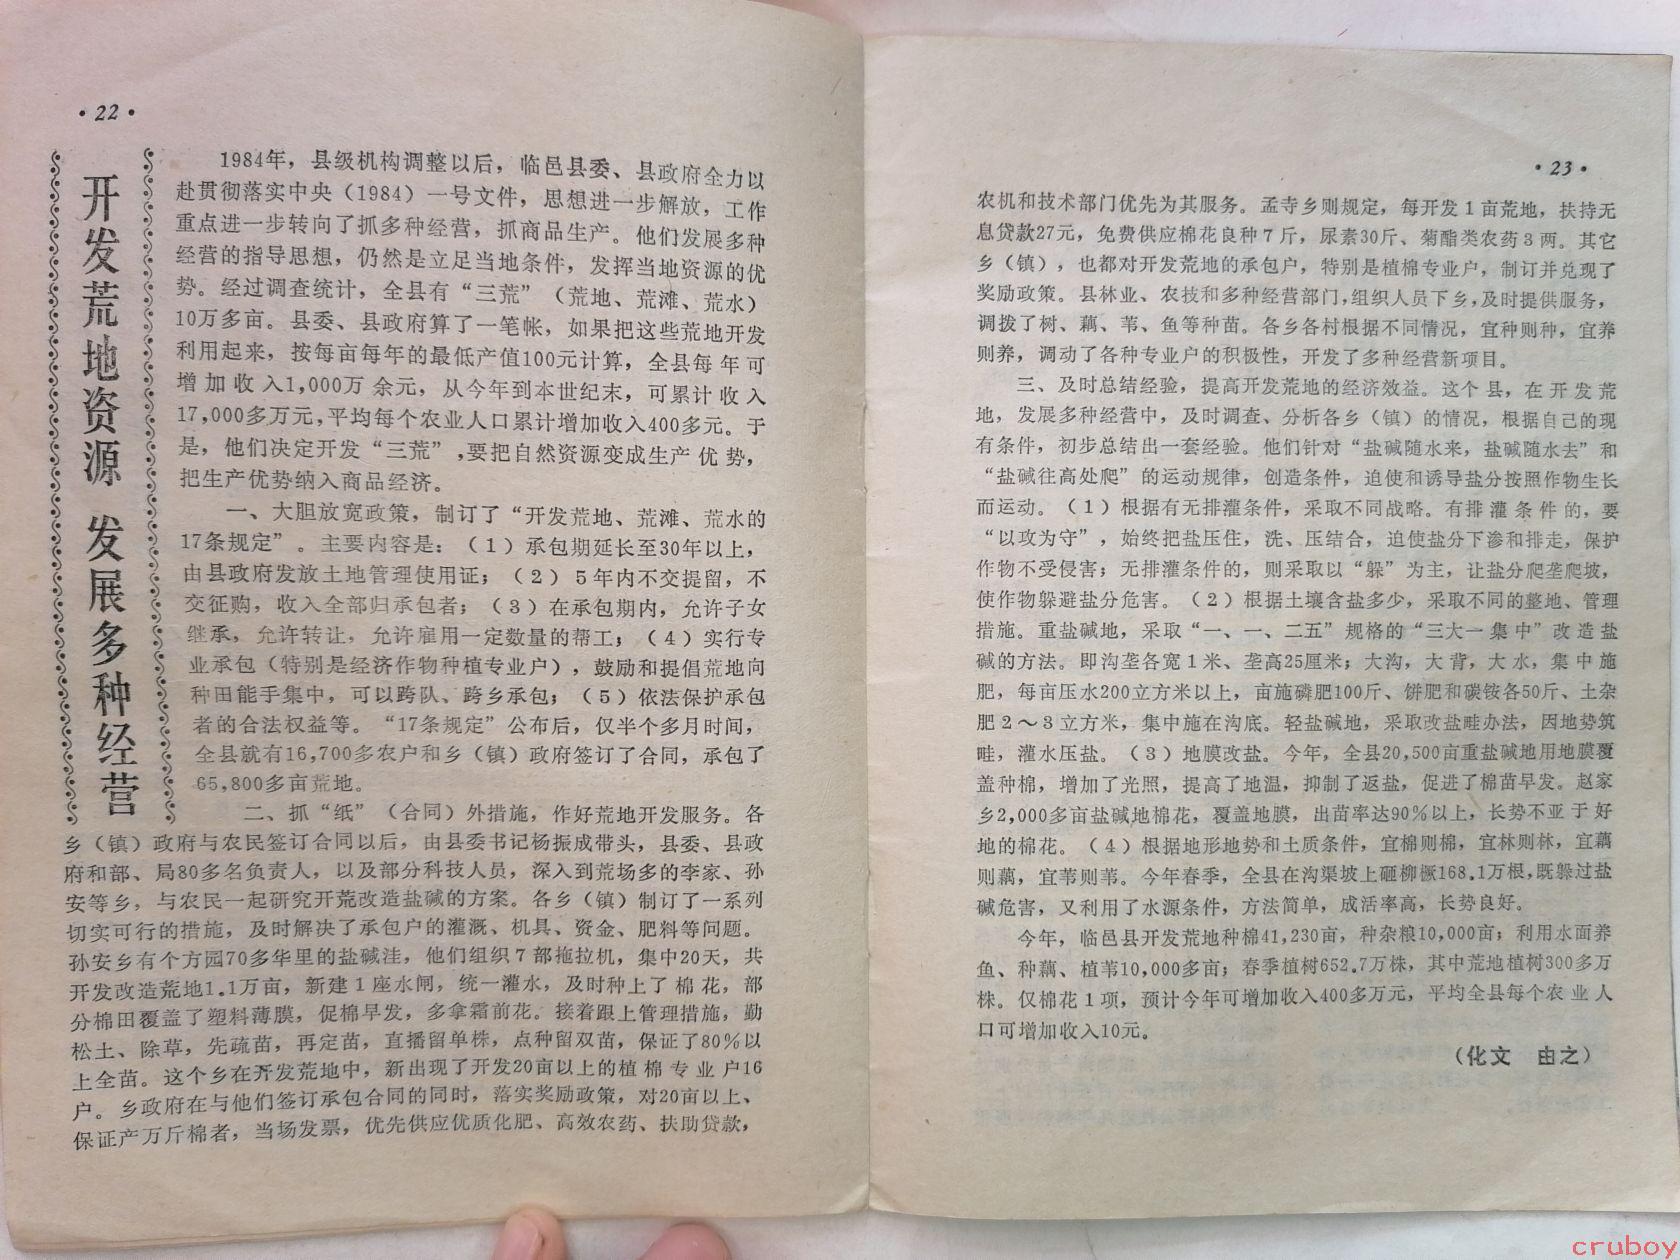 ·22·
开发荒地资源 发展多种经营
1984年，县级机构调整以后，临邑县委、县政府全力以
赴贯彻落实中央（1984）一号文件，思想进一步解放，工作
重点进一步转向了抓多种经营，抓商品生产。他们发展多种
经营的指导思想，仍然是立足当地条件，发挥当地资源的优
势。经过调查统计，全县有“三荒”（荒地、荒滩、荒水）
10万多亩。县委、县政府算了一笔帐，如果把这些荒地开发
利用起来，按每亩每年的最低产值100元计算，全县每年可
增加收入1,000万余元，从今年到本世纪末，可累计收入
17,000多万元，平均每个农业人口累计增加收入400多元。于
是，他们决定开发“三荒”，要把自然资源变成生产优势，
把生产优势纳入商品经济。
一、大胆放宽政策，制订了“开发荒地、荒滩、荒水的
17条规定”。主要内容是：（1）承包期延长至30年以上，
由县政府发放土地管理使用证；（2）5年内不交提留，不
交征购，收入全部归承包者；（3）在承包期内，允许子女
继承，允许转让，允许雇用一定数量的帮工；（4）实行专
业承包（特别是经济作物种植专业户），鼓励和提倡荒地向
种田能手集中，可以跨队、跨乡承包；（5）依法保护承包
者的合法权益等。“17条规定”公布后，仅半个多月时间，
全县就有16,700多农户和乡（镇）政府签订了合同，承包了
65,800多亩荒地。
二、抓“纸”（合同）外措施，作好荒地开发服务。各
乡（镇）政府与农民签订合同以后，由县委书记杨振成带头，县委、县政
府和部、局80多名负责人，以及部分科技人员，深入到荒场多的李家、孙
安等乡，与农民一起研究开荒改造盐碱的方案。各乡（镇）制订了一系列
切实可行的措施，及时解决了承包户的灌溉、机具、资金、肥料等问题。
孙安乡有个方园70多华里的盐碱洼，他们组织7部拖拉机，集中20天，共
开发改造荒地1.1万亩，新建1座水闸，统一灌水，及时种上了棉花，部
分棉田覆盖了塑料薄膜，促棉早发，多拿霜前花。接着跟上管理措施，勤
松土、除草，先疏苗，再定苗，直播留单株，点种留双苗，保证了80％以
上全苗。这个乡在开发荒地中，新出现了开发20亩以上的植棉专业户16
户。乡政府在与他们签订承包合同的同时，落实奖励政策，对20亩以上、
保证产万斤棉者，当场发票，优先供应优质化肥、高效农药、扶助贷款，
·23·
农机和技术部门优先为其服务。孟寺乡则规定，每开发1亩荒地，扶持无
息贷款27元，免费供应棉花良种7斤，尿素30斤、菊酯类农药3两。其它
乡（镇），也都对开发荒地的承包户，特别是植棉专业户，制订并兑现了
奖励政策。县林业、农技和多种经营部门，组织人员下乡，及时提供服务，
调拨了树、藕、苇、鱼等种苗。各乡各村根据不同情况，宜种则种，宜养
则养，调动了各种专业户的积极性，开发了多种经营新项目。
三、及时总结经验，提高开发荒地的经济效益。这个县，在开发荒
地，发展多种经营中，及时调查、分析各乡（镇）的情况，根据自己的现
有条件，初步总结出一套经验。他们针对“盐碱随水来，盐碱随水去”和
“盐碱往高处爬”的运动规律，创造条件，迫使和诱导盐分按照作物生长
而运动。（1）根据有无排灌条件，采取不同战略。有排灌条件的，要
“以攻为守”，始终把盐压住，洗、压结合，迫使盐分下渗和排走，保护
作物不受侵害；无排灌条件的，则采取以“躲”为主，让盐分爬垄爬坡，
使作物躲避盐分危害。（2）根据土壤含盐多少，采取不同的整地、管理
措施。重盐碱地，采取“一、一、二五”规格的“三大一集中”改造盐
碱的方法。即沟垄各宽1米、垄高25厘米；大沟，大背，大水，集中施
肥，每亩压水200立方米以上，亩施磷肥100斤、饼肥和碳铵各50斤、土杂
肥2～3立方米，集中施在沟底。轻盐碱地，采取改盐畦办法，因地势筑
畦，灌水压盐。（3）地膜改盐。今年，全县20,500亩重盐碱地用地膜覆
盖种棉，增加了光照，提高了地温，抑制了返盐，促进了棉苗早发。赵家
乡2,000多亩盐碱地棉花，覆盖地膜，出苗率达90％以上，长势不亚于好
地的棉花。（4）根据地形地势和土质条件，宜棉则棉，宜林则林，宜藕
则藕，宜苇则苇。今年春季，全县在沟渠坡上砸柳橛168.1万根，既躲过盐
碱危害，又利用了水源条件，方法简单，成活率高，长势良好。
今年，临邑县开发荒地种棉41,230亩，种杂粮10,000亩；利用水面养
鱼、种藕、植苇10,000多亩；春季植树652.7万株，其中荒地植树300多万
株。仅棉花1项，预计今年可增加收入400多万元，平均全县每个农业人
口可增加收入10元。
（化文 由之）
cruboy